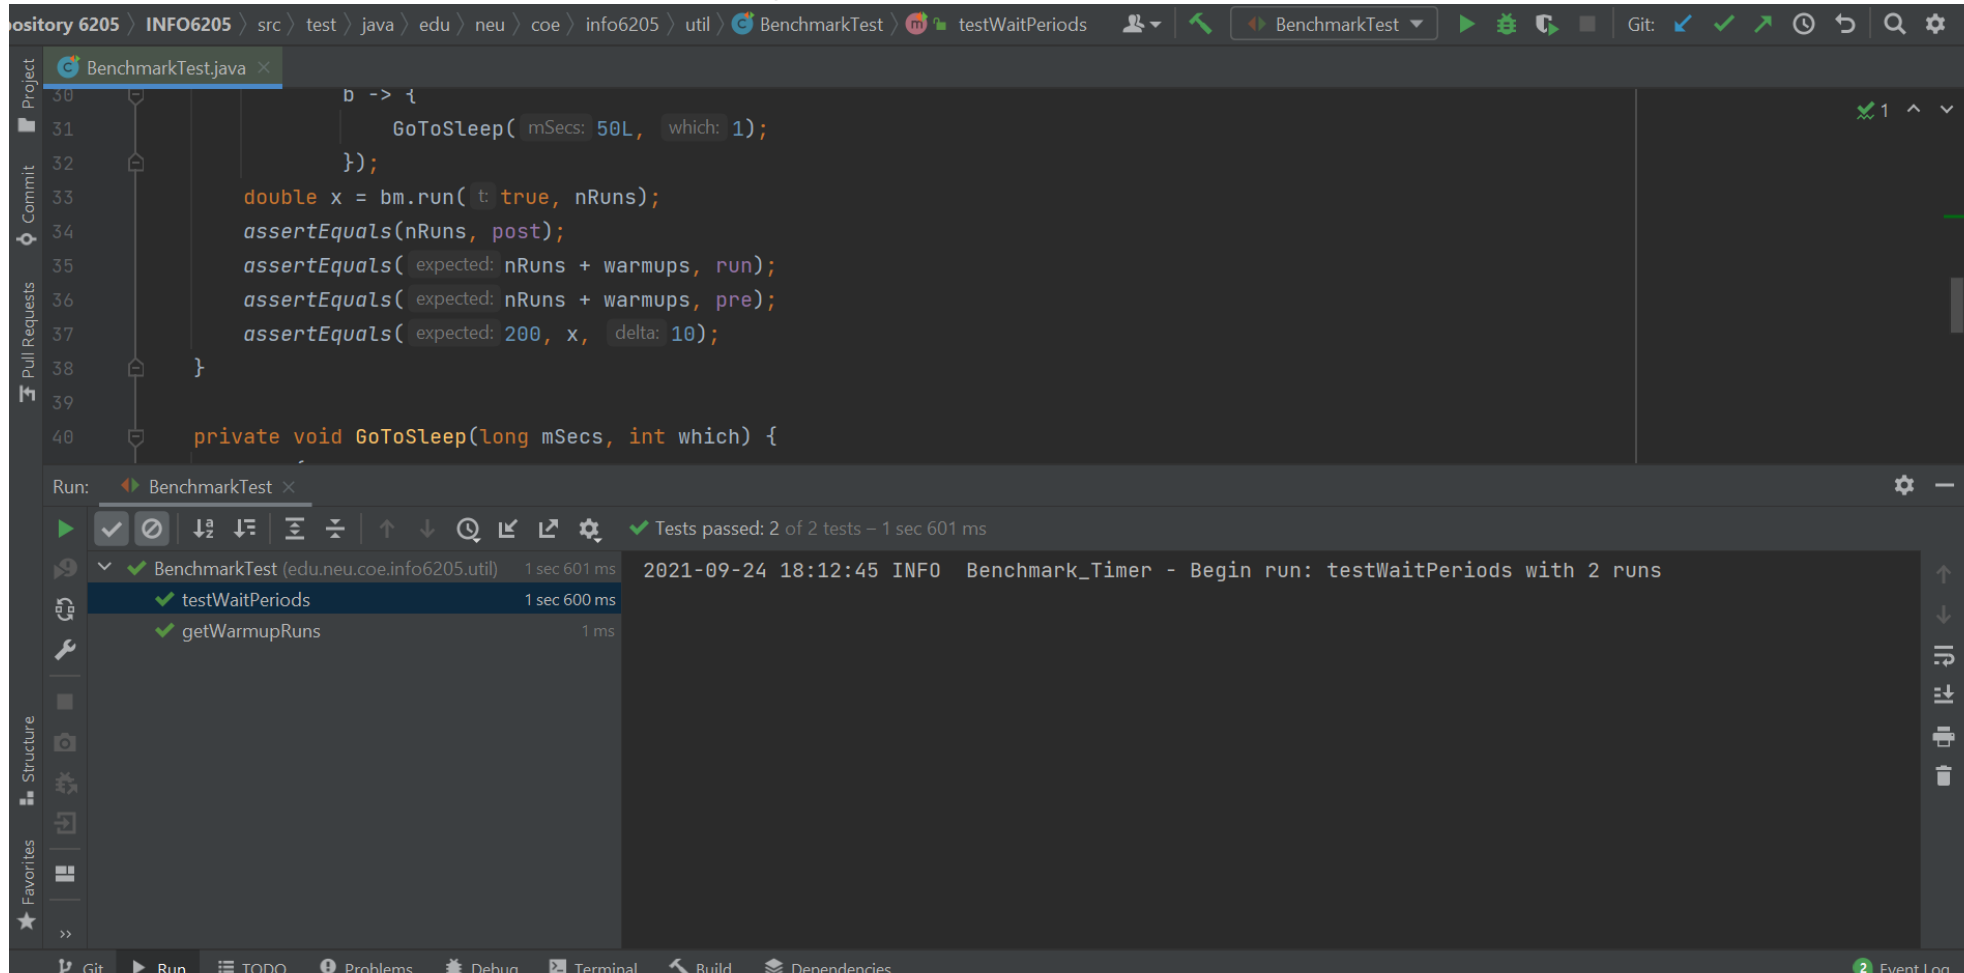 ository 6205 〉 INFO6205 〉 src 〉 test 〉 java 〉 edu 〉 neu 〉 coe 〉 info6205 〉 util 〉 BenchmarkTest 〉 testWaitPeriods BenchmarkTest Git:
Project
Commit
Pull Requests
Structure
Favorites
BenchmarkTest.java
30 b -> {
31 GoToSleep( mSecs: 50L, which: 1);
32 });
33 double x = bm.run( t: true, nRuns);
34 assertEquals(nRuns, post);
35 assertEquals( expected: nRuns + warmups, run);
36 assertEquals( expected: nRuns + warmups, pre);
37 assertEquals( expected: 200, x, delta: 10);
38 }
39
40 private void GoToSleep(long mSecs, int which) {
1
Run: BenchmarkTest
Tests passed: 2 of 2 tests – 1 sec 601 ms
BenchmarkTest (edu.neu.coe.info6205.util) 1 sec 601 ms
testWaitPeriods 1 sec 600 ms
getWarmupRuns 1 ms
2021-09-24 18:12:45 INFO Benchmark_Timer - Begin run: testWaitPeriods with 2 runs
Git Run TODO Problems Debug Terminal Build Dependencies 2 Event Log